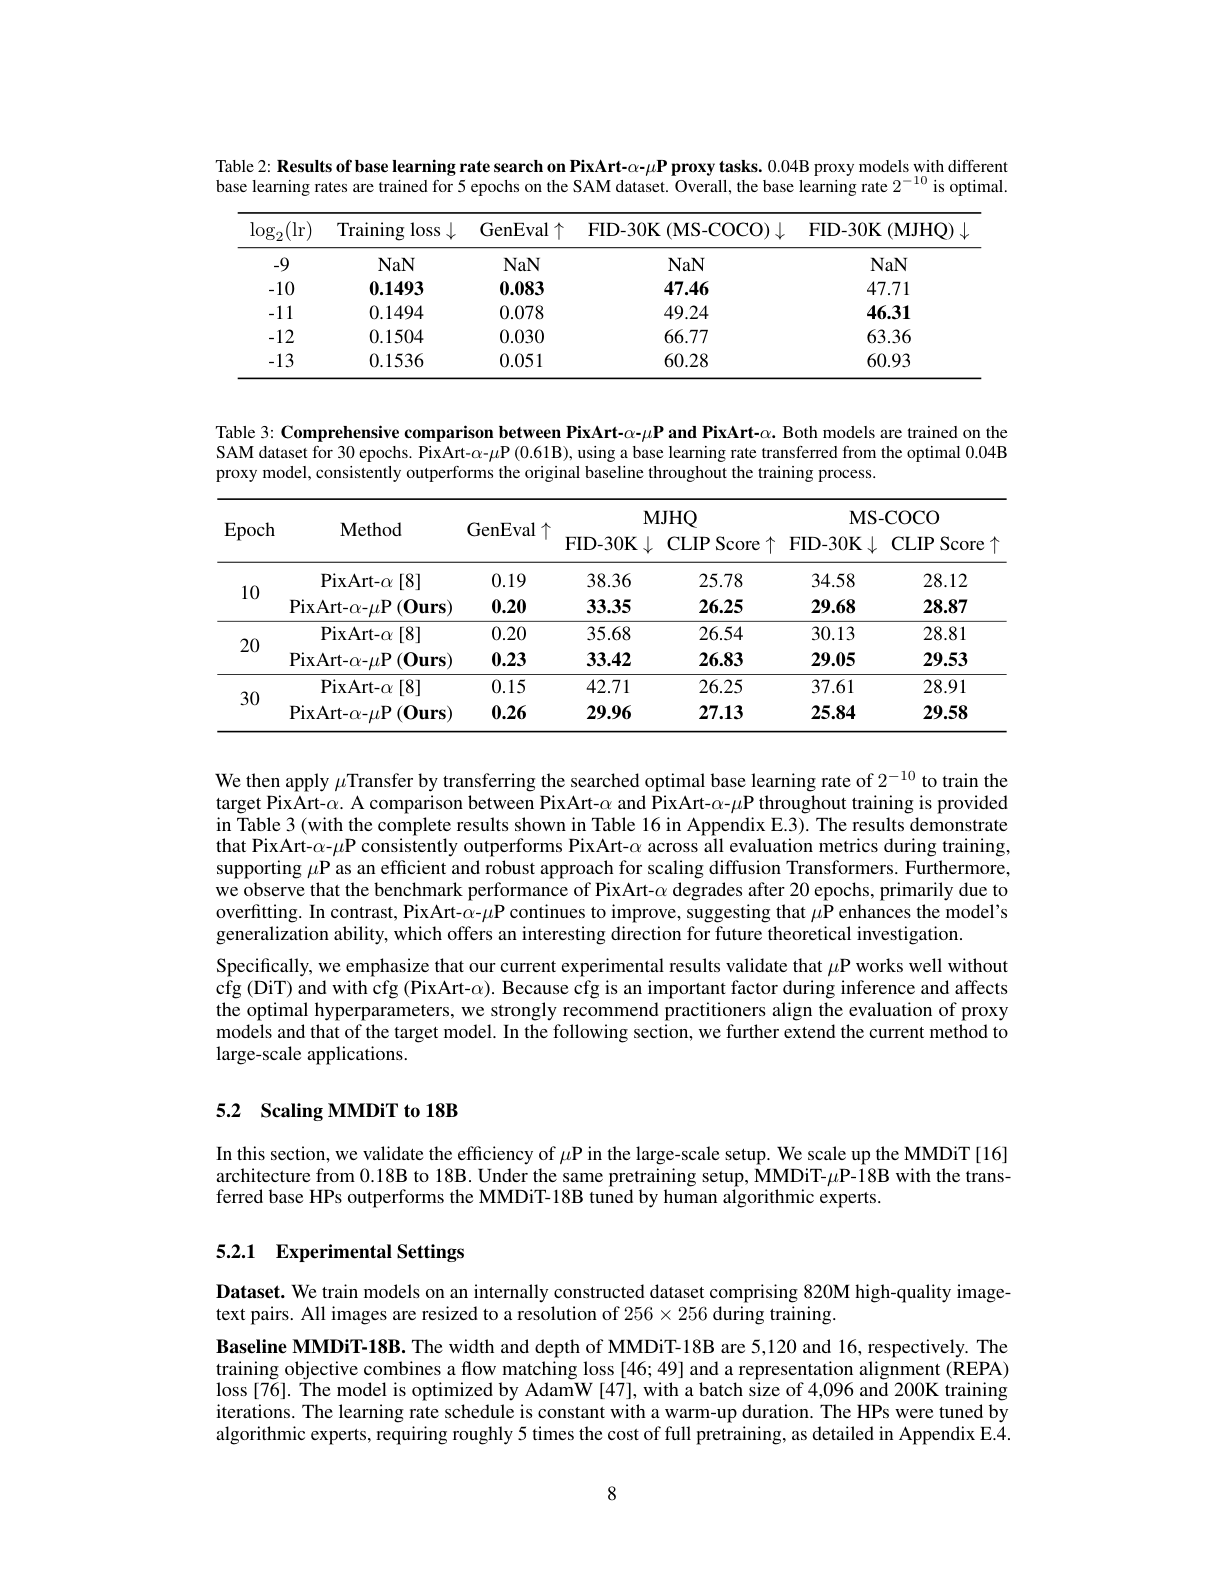 Table 2: Results of base learning rate search on PixArt-α-μP proxy tasks. 0.04B proxy models with different
base learning rates are trained for 5 epochs on the SAM dataset. Overall, the base learning rate 2⁻¹⁰ is optimal.
log₂(lr) Training loss ↓ GenEval ↑ FID-30K (MS-COCO) ↓ FID-30K (MJHQ) ↓
-9 NaN NaN NaN NaN
-10 0.1493 0.083 47.46 47.71
-11 0.1494 0.078 49.24 46.31
-12 0.1504 0.030 66.77 63.36
-13 0.1536 0.051 60.28 60.93
Table 3: Comprehensive comparison between PixArt-α-μP and PixArt-α. Both models are trained on the
SAM dataset for 30 epochs. PixArt-α-μP (0.61B), using a base learning rate transferred from the optimal 0.04B
proxy model, consistently outperforms the original baseline throughout the training process.
Epoch Method GenEval ↑ MJHQ MS-COCO
FID-30K ↓ CLIP Score ↑ FID-30K ↓ CLIP Score ↑
10 PixArt-α [8] 0.19 38.36 25.78 34.58 28.12
PixArt-α-μP (Ours) 0.20 33.35 26.25 29.68 28.87
20 PixArt-α [8] 0.20 35.68 26.54 30.13 28.81
PixArt-α-μP (Ours) 0.23 33.42 26.83 29.05 29.53
30 PixArt-α [8] 0.15 42.71 26.25 37.61 28.91
PixArt-α-μP (Ours) 0.26 29.96 27.13 25.84 29.58
We then apply μTransfer by transferring the searched optimal base learning rate of 2⁻¹⁰ to train the
target PixArt-α. A comparison between PixArt-α and PixArt-α-μP throughout training is provided
in Table 3 (with the complete results shown in Table 16 in Appendix E.3). The results demonstrate
that PixArt-α-μP consistently outperforms PixArt-α across all evaluation metrics during training,
supporting μP as an efficient and robust approach for scaling diffusion Transformers. Furthermore,
we observe that the benchmark performance of PixArt-α degrades after 20 epochs, primarily due to
overfitting. In contrast, PixArt-α-μP continues to improve, suggesting that μP enhances the model's
generalization ability, which offers an interesting direction for future theoretical investigation.
Specifically, we emphasize that our current experimental results validate that μP works well without
cfg (DiT) and with cfg (PixArt-α). Because cfg is an important factor during inference and affects
the optimal hyperparameters, we strongly recommend practitioners align the evaluation of proxy
models and that of the target model. In the following section, we further extend the current method to
large-scale applications.
5.2 Scaling MMDiT to 18B
In this section, we validate the efficiency of μP in the large-scale setup. We scale up the MMDiT [16]
architecture from 0.18B to 18B. Under the same pretraining setup, MMDiT-μP-18B with the trans-
ferred base HPs outperforms the MMDiT-18B tuned by human algorithmic experts.
5.2.1 Experimental Settings
Dataset. We train models on an internally constructed dataset comprising 820M high-quality image-
text pairs. All images are resized to a resolution of 256 × 256 during training.
Baseline MMDiT-18B. The width and depth of MMDiT-18B are 5,120 and 16, respectively. The
training objective combines a flow matching loss [46; 49] and a representation alignment (REPA)
loss [76]. The model is optimized by AdamW [47], with a batch size of 4,096 and 200K training
iterations. The learning rate schedule is constant with a warm-up duration. The HPs were tuned by
algorithmic experts, requiring roughly 5 times the cost of full pretraining, as detailed in Appendix E.4.
8